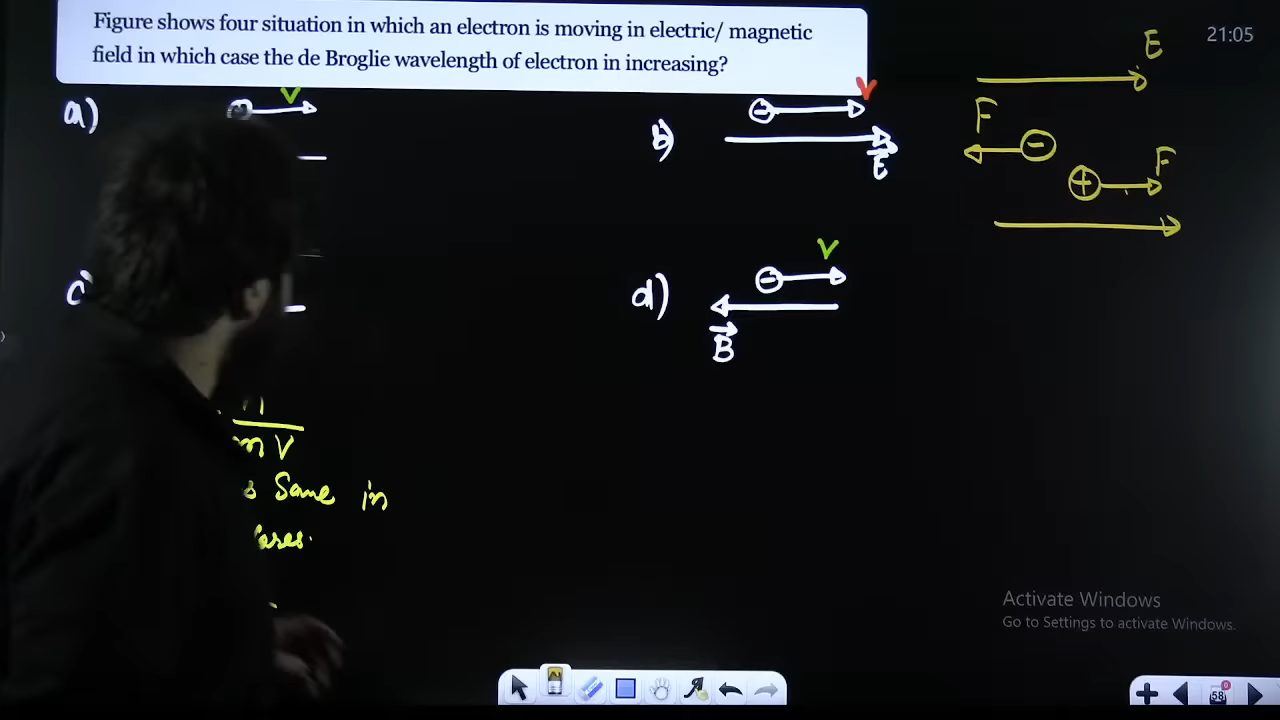 Figure shows four situation in which an electron is moving in electric/ magnetic
field in which case the de Broglie wavelength of electron in increasing?
21:05
E
a)
V
b)
V
E
F
F
V
d)
B
m V
Same in
Activate Windows
Go to Settings to activate Windows.
58